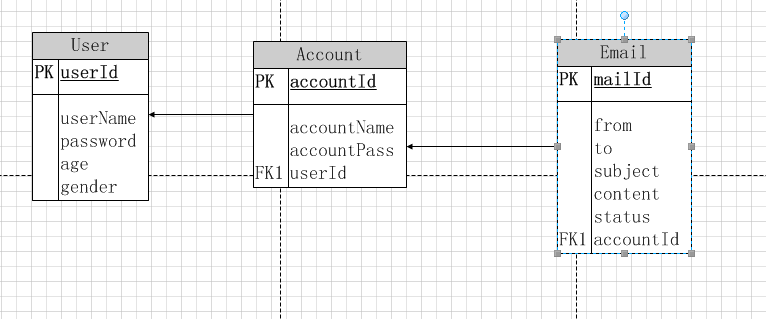 User
PK userId
userName
password
age
gender
Account
PK accountId
accountName
accountPass
FK1 userId
Email
PK mailId
from
to
subject
content
status
FK1 accountId